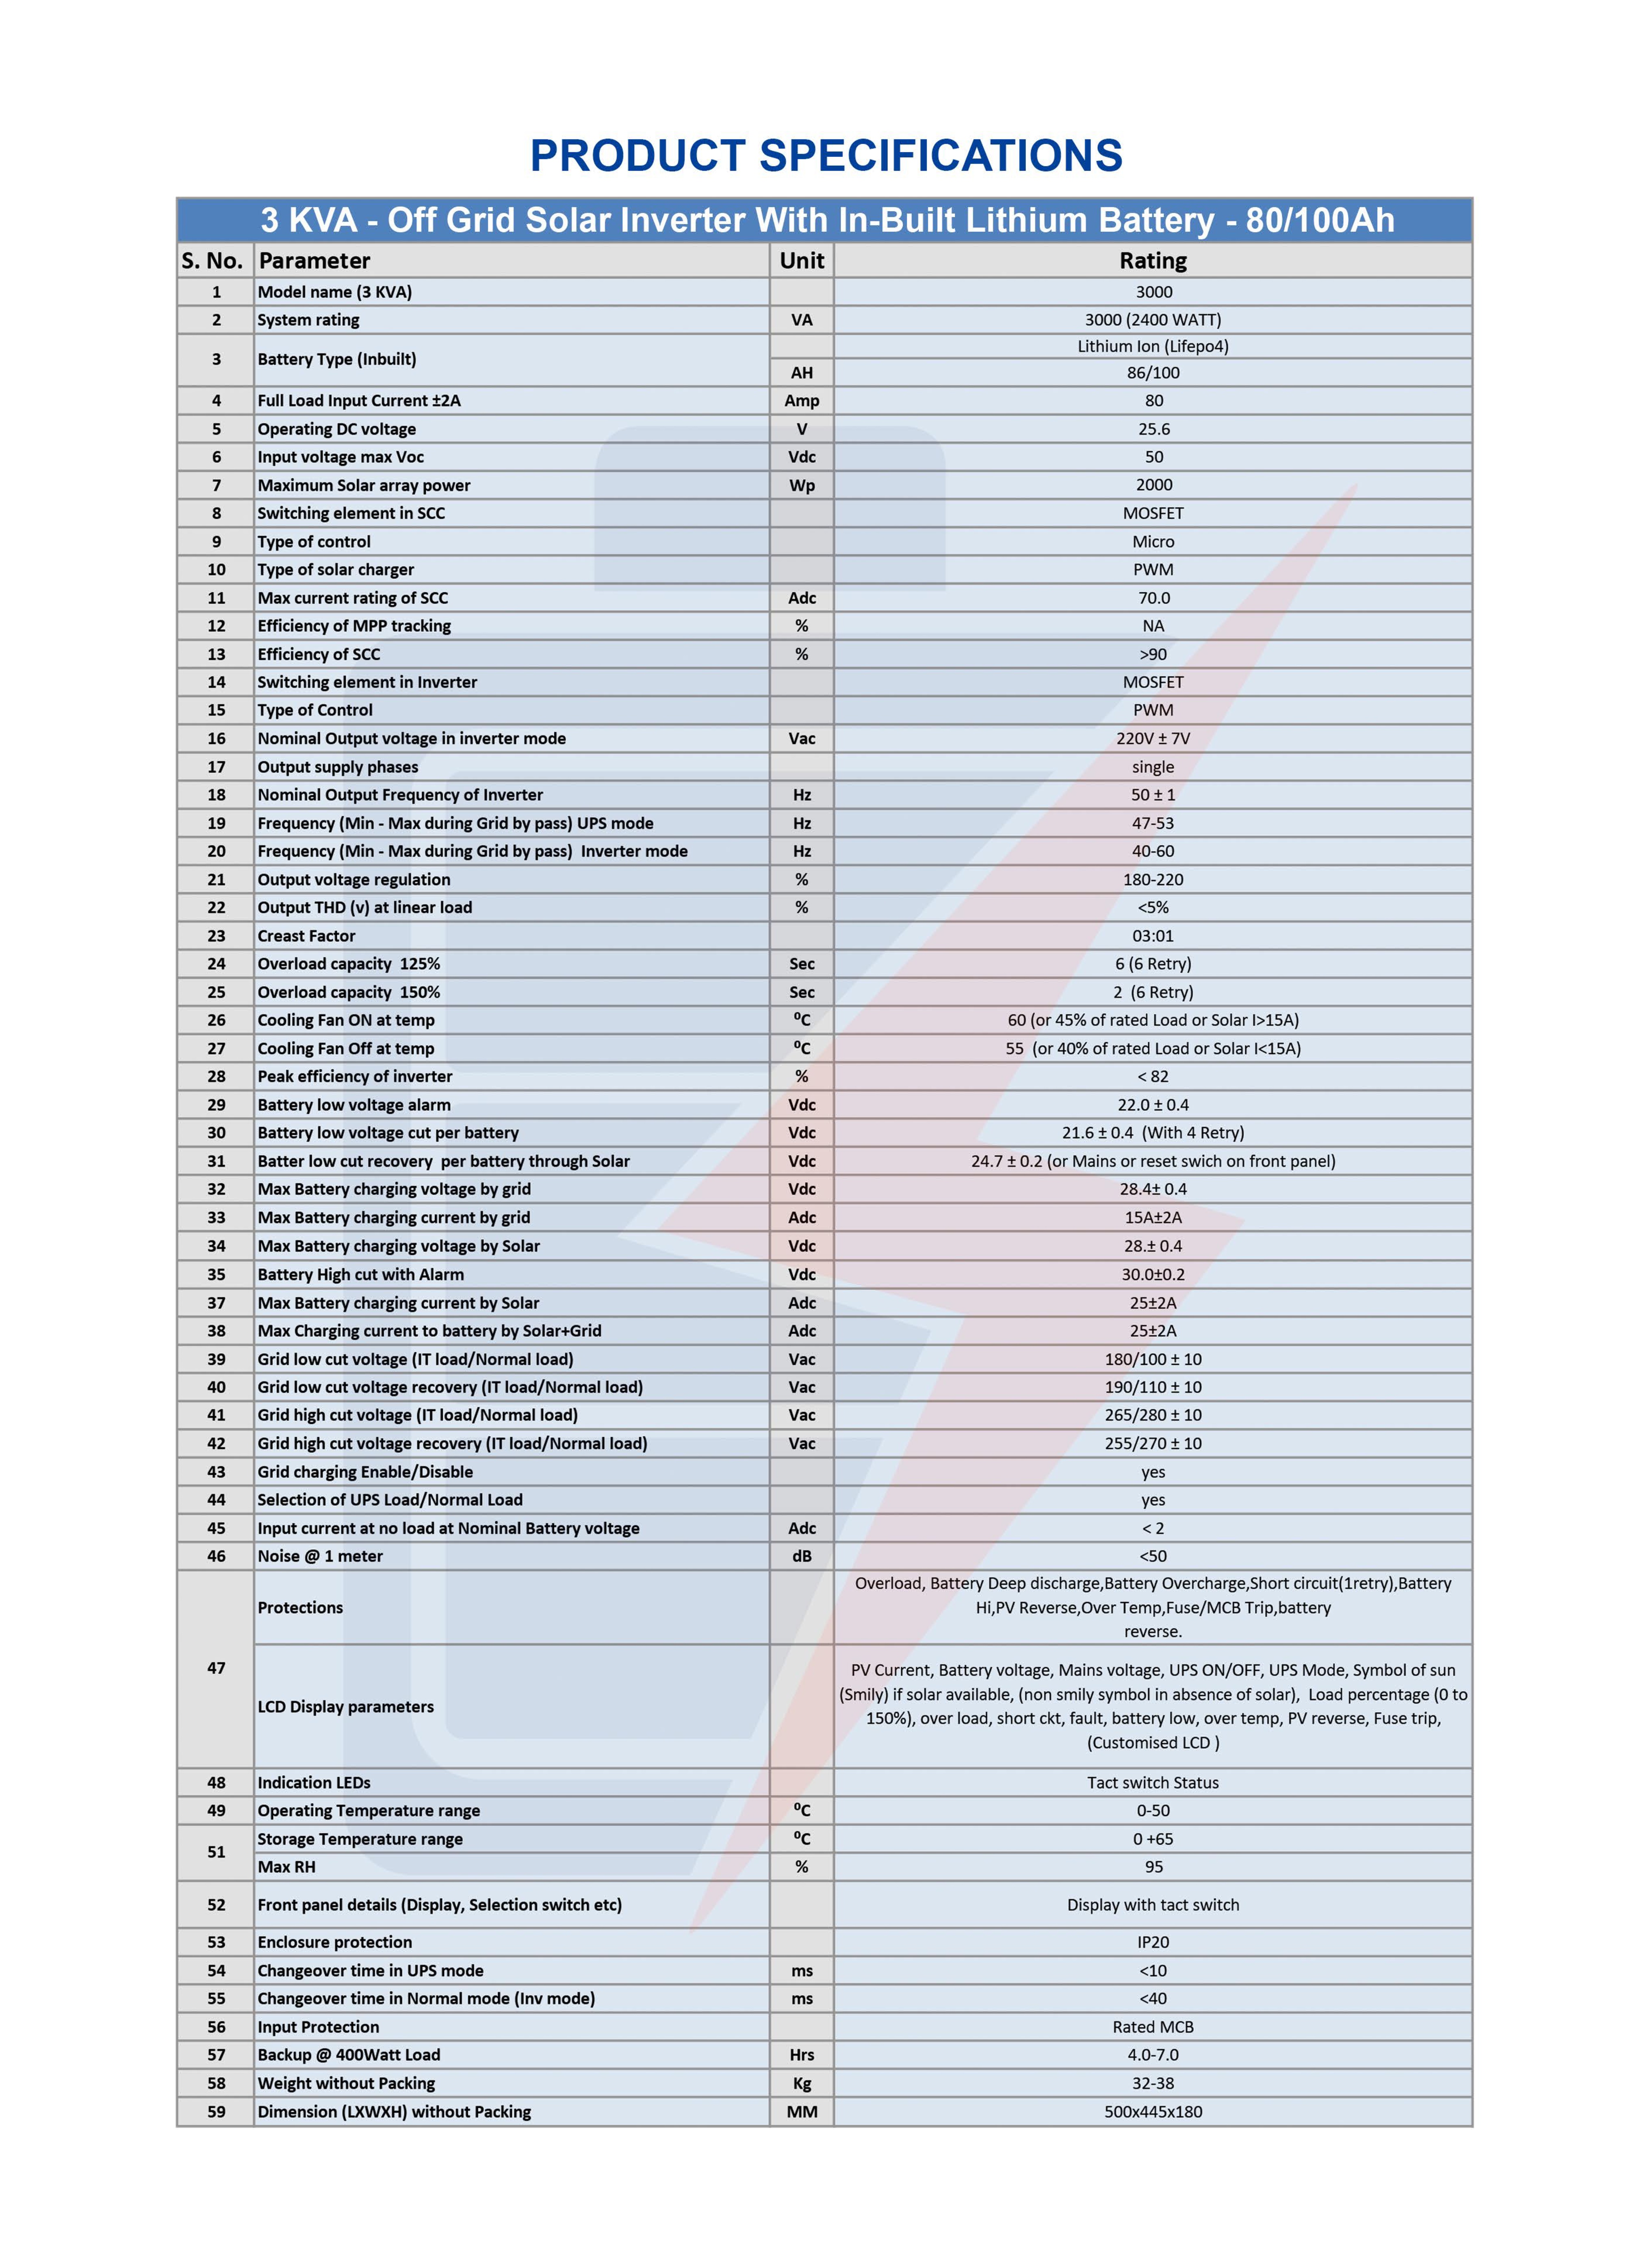 PRODUCT SPECIFICATIONS
3 KVA - Off Grid Solar Inverter With In-Built Lithium Battery - 80/100Ah
S. No. Parameter Unit Rating
1 Model name (3 KVA) 3000
2 System rating VA 3000 (2400 WATT)
3 Battery Type (Inbuilt) Lithium Ion (Lifepo4)
AH 86/100
4 Full Load Input Current ±2A Amp 80
5 Operating DC voltage V 25.6
6 Input voltage max Voc Vdc 50
7 Maximum Solar array power Wp 2000
8 Switching element in SCC MOSFET
9 Type of control Micro
10 Type of solar charger PWM
11 Max current rating of SCC Adc 70.0
12 Efficiency of MPP tracking % NA
13 Efficiency of SCC % >90
14 Switching element in Inverter MOSFET
15 Type of Control PWM
16 Nominal Output voltage in inverter mode Vac 220V ± 7V
17 Output supply phases single
18 Nominal Output Frequency of Inverter Hz 50 ± 1
19 Frequency (Min - Max during Grid by pass) UPS mode Hz 47-53
20 Frequency (Min - Max during Grid by pass) Inverter mode Hz 40-60
21 Output voltage regulation % 180-220
22 Output THD (v) at linear load % <5%
23 Creast Factor 03:01
24 Overload capacity 125% Sec 6 (6 Retry)
25 Overload capacity 150% Sec 2 (6 Retry)
26 Cooling Fan ON at temp ⁰C 60 (or 45% of rated Load or Solar I>15A)
27 Cooling Fan Off at temp ⁰C 55 (or 40% of rated Load or Solar I<15A)
28 Peak efficiency of inverter % < 82
29 Battery low voltage alarm Vdc 22.0 ± 0.4
30 Battery low voltage cut per battery Vdc 21.6 ± 0.4 (With 4 Retry)
31 Batter low cut recovery per battery through Solar Vdc 24.7 ± 0.2 (or Mains or reset swich on front panel)
32 Max Battery charging voltage by grid Vdc 28.4± 0.4
33 Max Battery charging current by grid Adc 15A±2A
34 Max Battery charging voltage by Solar Vdc 28.± 0.4
35 Battery High cut with Alarm Vdc 30.0±0.2
37 Max Battery charging current by Solar Adc 25±2A
38 Max Charging current to battery by Solar+Grid Adc 25±2A
39 Grid low cut voltage (IT load/Normal load) Vac 180/100 ± 10
40 Grid low cut voltage recovery (IT load/Normal load) Vac 190/110 ± 10
41 Grid high cut voltage (IT load/Normal load) Vac 265/280 ± 10
42 Grid high cut voltage recovery (IT load/Normal load) Vac 255/270 ± 10
43 Grid charging Enable/Disable yes
44 Selection of UPS Load/Normal Load yes
45 Input current at no load at Nominal Battery voltage Adc < 2
46 Noise @ 1 meter dB <50
47 Protections Overload, Battery Deep discharge,Battery Overcharge,Short circuit(1retry),Battery
Hi,PV Reverse,Over Temp,Fuse/MCB Trip,battery
reverse.
LCD Display parameters PV Current, Battery voltage, Mains voltage, UPS ON/OFF, UPS Mode, Symbol of sun
(Smily) if solar available, (non smily symbol in absence of solar), Load percentage (0 to
150%), over load, short ckt, fault, battery low, over temp, PV reverse, Fuse trip,
(Customised LCD )
48 Indication LEDs Tact switch Status
49 Operating Temperature range ⁰C 0-50
51 Storage Temperature range ⁰C 0 +65
Max RH % 95
52 Front panel details (Display, Selection switch etc) Display with tact switch
53 Enclosure protection IP20
54 Changeover time in UPS mode ms <10
55 Changeover time in Normal mode (Inv mode) ms <40
56 Input Protection Rated MCB
57 Backup @ 400Watt Load Hrs 4.0-7.0
58 Weight without Packing Kg 32-38
59 Dimension (LXWXH) without Packing MM 500x445x180